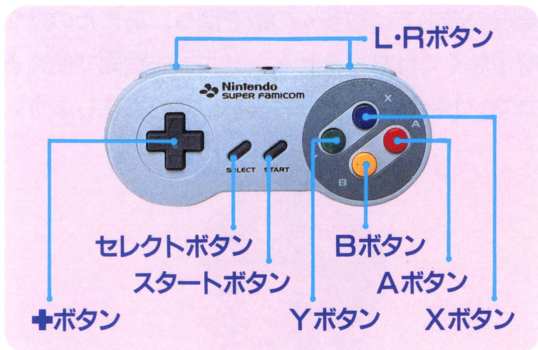 L・Rボタン
Nintendo
SUPER FAMICOM
X
A
B
SELECT START
セレクトボタン
Bボタン
スタートボタン
Aボタン
✚ボタン
Yボタン
Xボタン